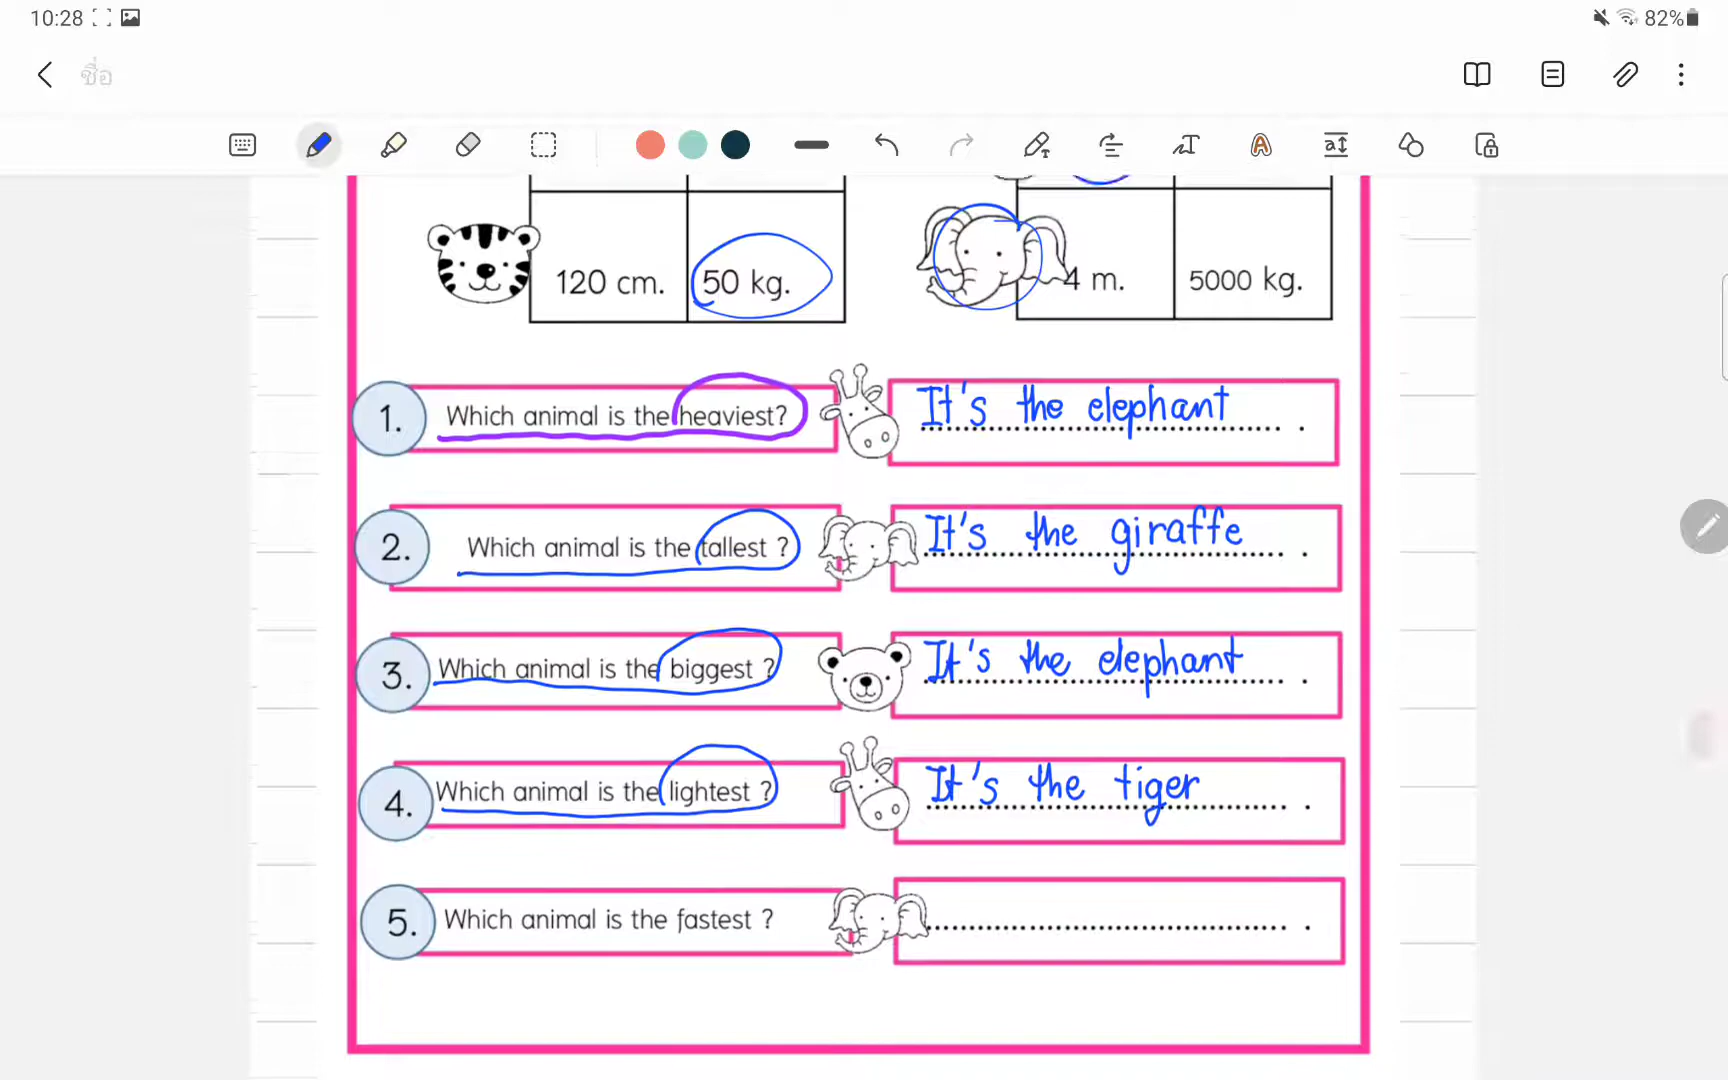 10:28
82%
ชื่อ
120 cm.
50 kg.
4 m.
5000 kg.
1.
Which animal is the heaviest?
It's the elephant
.
2.
Which animal is the tallest ?
It's the giraffe
.
3.
Which animal is the biggest ?
It's the elephant
.
4.
Which animal is the lightest ?
It's the tiger
.
5.
Which animal is the fastest ?
.